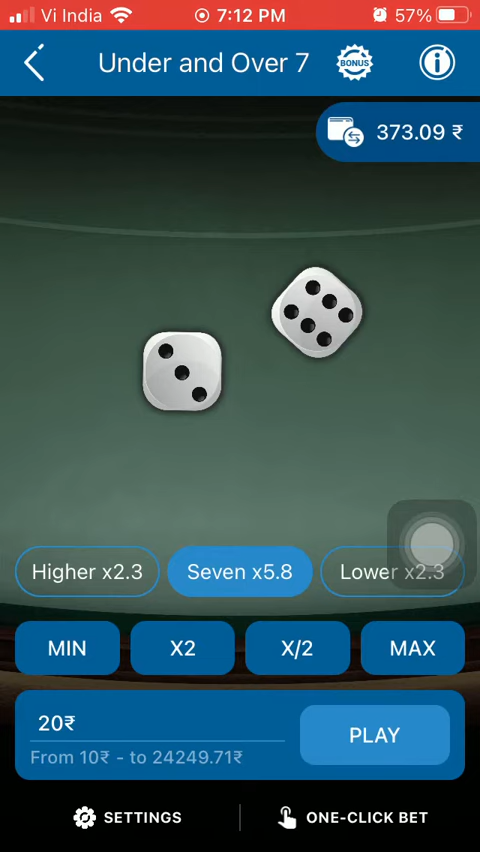 Vi India 7:12 PM 57%
Under and Over 7 BONUS
373.09 ₹
Higher x2.3 Seven x5.8 Lower x2.3
MIN X2 X/2 MAX
20₹
PLAY
From 10₹ - to 24249.71₹
SETTINGS ONE-CLICK BET